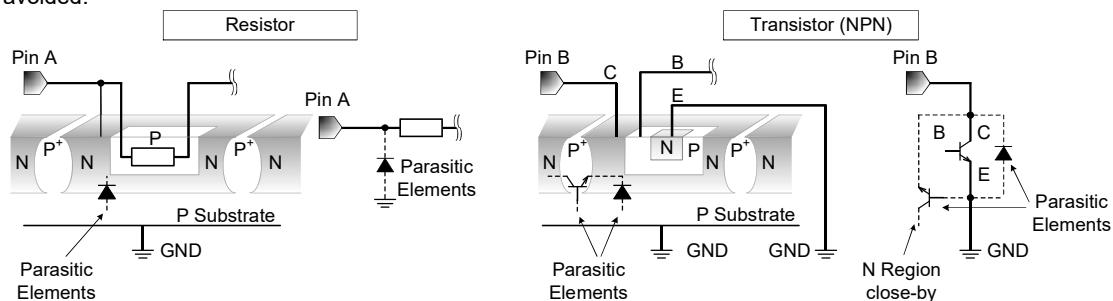 avoided.
Resistor
Transistor (NPN)
Pin A
Pin A
N
P+
N
P
N
P+
N
Parasitic
Elements
P Substrate
GND
Parasitic
Elements
Pin B
C
B
E
N
P+
N
N
P
P+
N
N
P Substrate
GND
GND
Parasitic
Elements
Pin B
B
C
E
Parasitic
Elements
GND
N Region
close-by